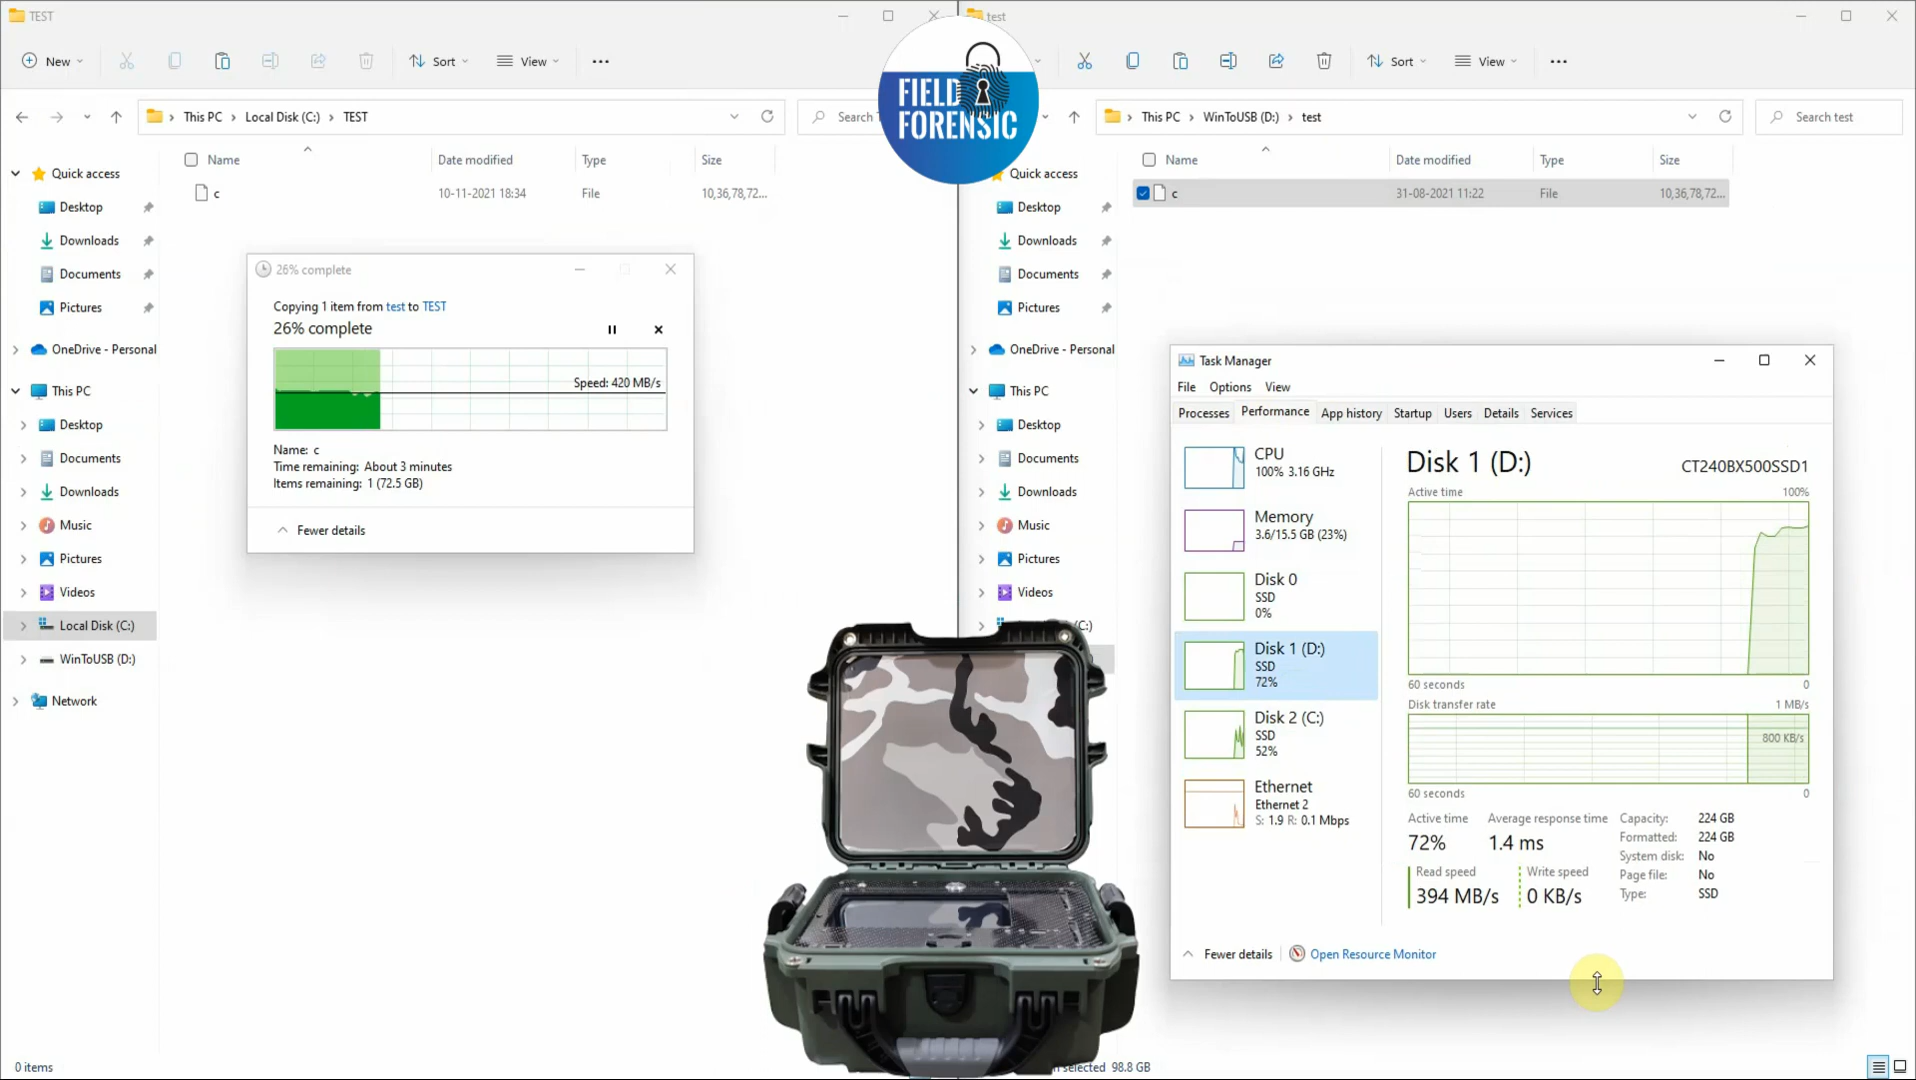 TEST
New
Sort
View
This PC
Local Disk (C:)
TEST
Search
Name
Date modified
Type
Size
c
10-11-2021 18:34
File
10,36,78,72...
Quick access
Desktop
Downloads
Documents
Pictures
OneDrive - Personal
This PC
Desktop
Documents
Downloads
Music
Pictures
Videos
Local Disk (C:)
WinToUSB (D:)
Network
0 items
26% complete
Copying 1 item from test to TEST
26% complete
Speed: 420 MB/s
Name: c
Time remaining: About 3 minutes
Items remaining: 1 (72.5 GB)
Fewer details
FIELD
FORENSIC
test
Sort
View
This PC
WinToUSB (D:)
test
Search test
Name
Date modified
Type
Size
c
31-08-2021 11:22
File
10,36,78,72...
Quick access
Desktop
Downloads
Documents
Pictures
OneDrive - Personal
This PC
Desktop
Documents
Downloads
Music
Pictures
Videos
(C:)
selected 98.8 GB
Task Manager
File Options View
Processes Performance App history Startup Users Details Services
CPU
100% 3.16 GHz
Memory
3.6/15.5 GB (23%)
Disk 0
SSD
0%
Disk 1 (D:)
SSD
72%
Disk 2 (C:)
SSD
52%
Ethernet
Ethernet 2
S: 1.9 R: 0.1 Mbps
Disk 1 (D:)
CT240BX500SSD1
Active time
100%
60 seconds
0
Disk transfer rate
1 MB/s
800 KB/s
60 seconds
0
Active time
72%
Average response time
1.4 ms
Read speed
394 MB/s
Write speed
0 KB/s
Capacity: 224 GB
Formatted: 224 GB
System disk: No
Page file: No
Type: SSD
Fewer details
Open Resource Monitor